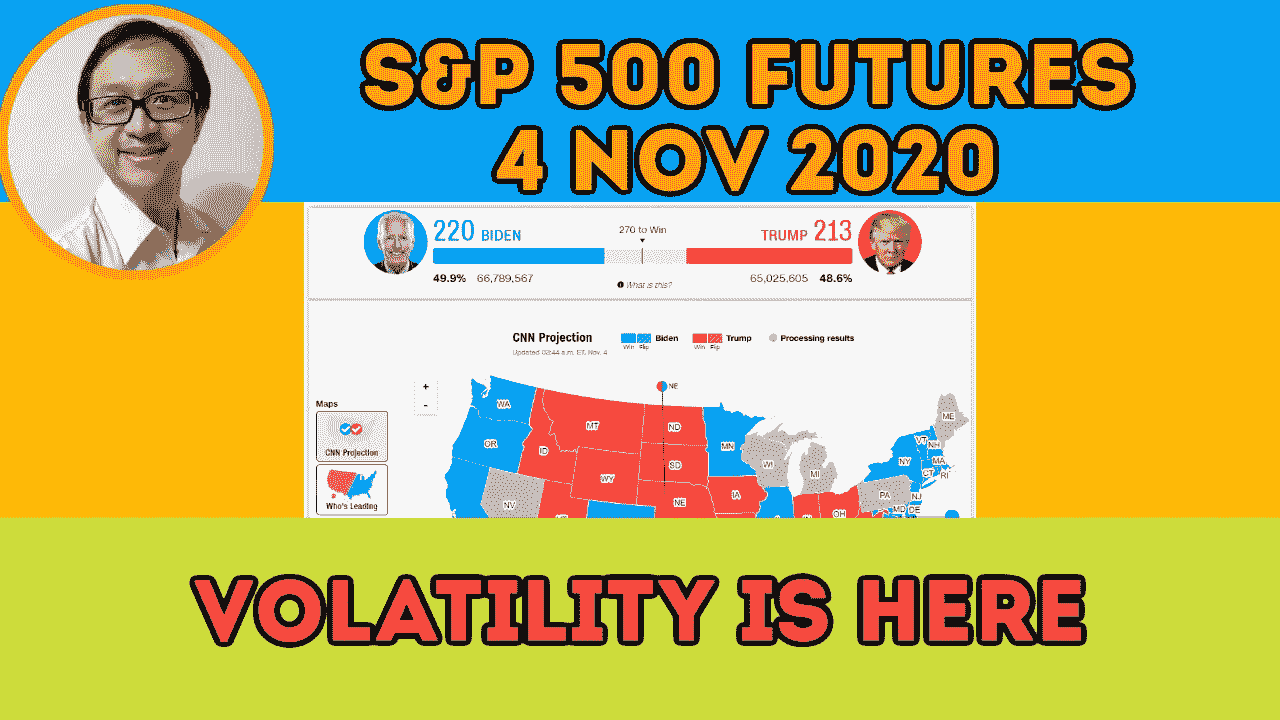 S&P 500 FUTURES
4 NOV 2020
220 BIDEN
270 to Win
TRUMP 213
49.9% 66,789,567
What is this?
65,025,605 48.6%
CNN Projection
Updated 02:44 a.m. ET, Nov. 4
Biden
Win Flip
Trump
Win Flip
Processing results
+
-
Maps
CNN Projection
Who's Leading
NE
WA
OR
ID
MT
WY
NV
ND
SD
NE
MN
IA
WI
MI
OH
PA
NY
VT
NH
ME
MA
CT
RI
NJ
MD
DE
VOLATILITY IS HERE